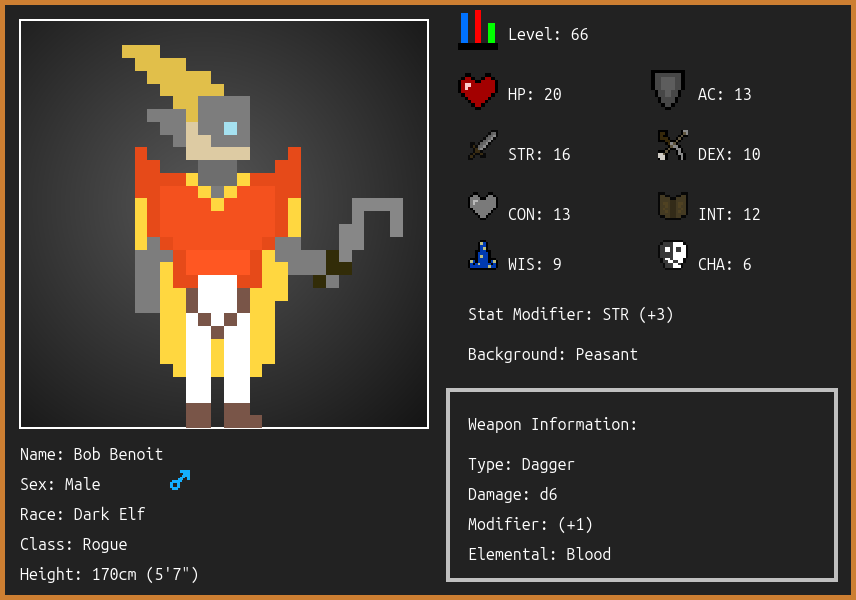 Level: 66
HP: 20
AC: 13
STR: 16
DEX: 10
CON: 13
INT: 12
WIS: 9
CHA: 6
Stat Modifier: STR (+3)
Background: Peasant
Weapon Information:
Type: Dagger
Damage: d6
Modifier: (+1)
Elemental: Blood
Name: Bob Benoit
Sex: Male
Race: Dark Elf
Class: Rogue
Height: 170cm (5'7")